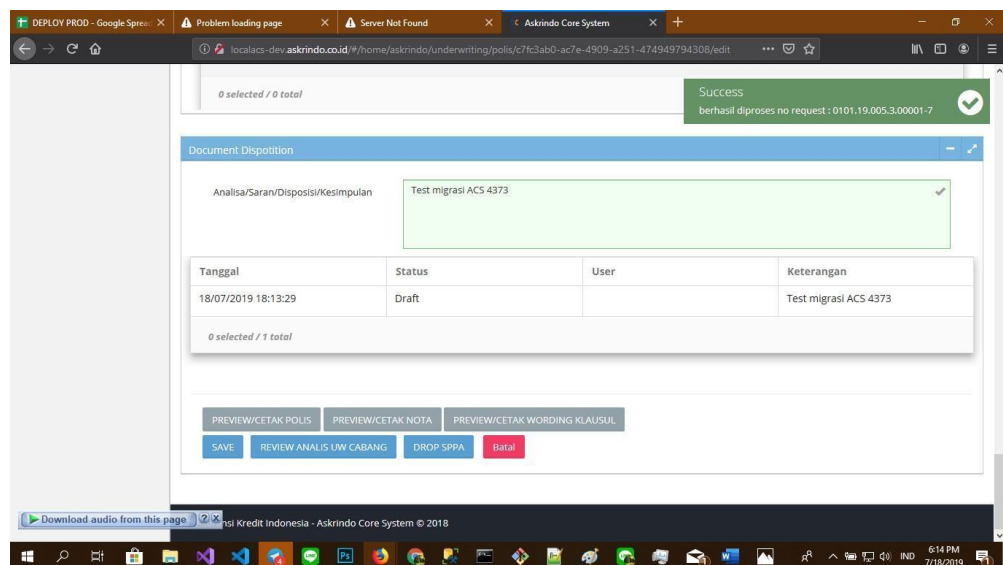 DEPLOY PROD - Google Spread
Problem loading page
Server Not Found
Askrindo Core System
localacs-dev.askrindo.co.id/#/home/askrindo/underwriting/polis/c7fc3ab0-ac7e-4909-a251-474949794308/edit
0 selected / 0 total
Success
berhasil diproses no request : 0101.19.005.3.00001-7
Document Dispotition
Analisa/Saran/Disposisi/Kesimpulan
Test migrasi ACS 4373
Tanggal Status User Keterangan
18/07/2019 18:13:29 Draft Test migrasi ACS 4373
0 selected / 1 total
PREVIEW/CETAK POLIS PREVIEW/CETAK NOTA PREVIEW/CETAK WORDING KLAUSUL
SAVE REVIEW ANALIS UW CABANG DROP SPPA Batal
Download audio from this page ?
nsi Kredit Indonesia - Askrindo Core System © 2018
IND
6:14 PM
7/18/2019